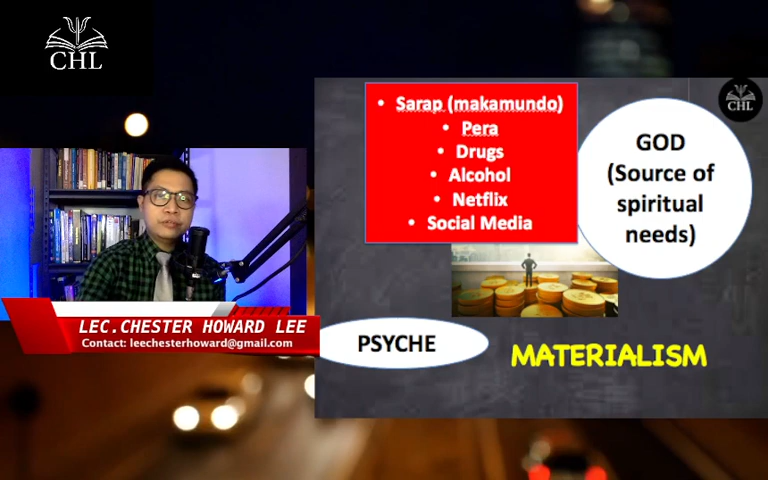 CHL
LEC.CHESTER HOWARD LEE
Contact: leechesterhoward@gmail.com
• Sarap (makamundo)
• Pera
• Drugs
• Alcohol
• Netflix
• Social Media
CHL
GOD
(Source of
spiritual
needs)
PSYCHE
MATERIALISM